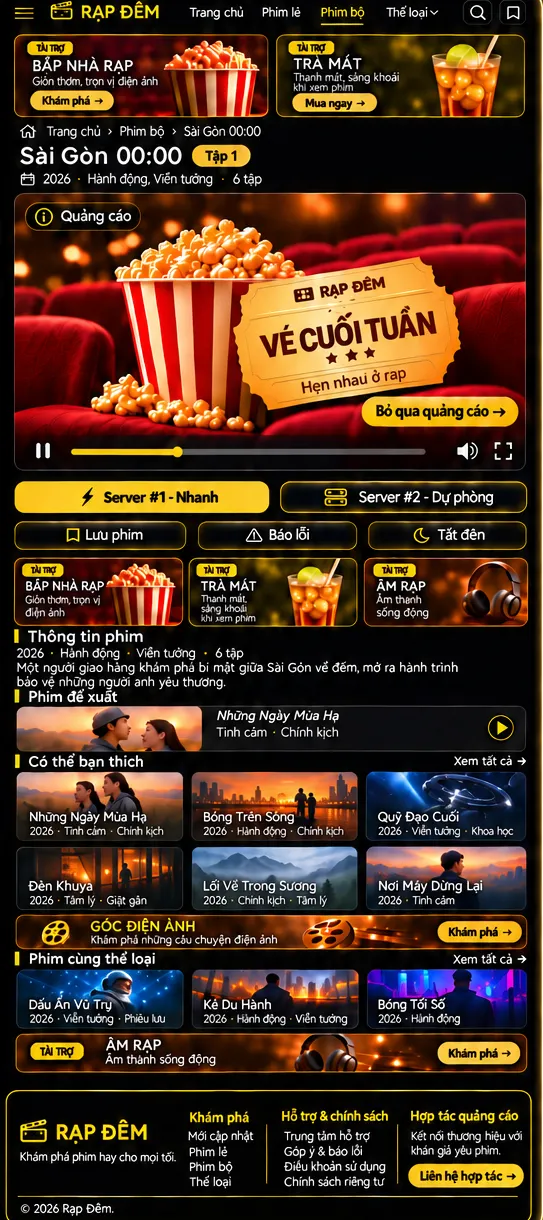 RẠP ĐÊM
Trang chủ Phim lẻ Phim bộ Thể loại
TÀI TRỢ
BẮP NHÀ RẠP
Giòn thơm, trọn vị điện ảnh
Khám phá →
TÀI TRỢ
TRÀ MÁT
Thanh mát, sảng khoái
khi xem phim
Mua ngay →
Trang chủ › Phim bộ › Sài Gòn 00:00
Sài Gòn 00:00 Tập 1
2026 · Hành động, Viễn tưởng · 6 tập
Quảng cáo
RẠP ĐÊM
VÉ CUỐI TUẦN
Hẹn nhau ở rạp
Bỏ qua quảng cáo →
Server #1 - Nhanh
Server #2 - Dự phòng
Lưu phim
Báo lỗi
Tắt đèn
TÀI TRỢ
BẮP NHÀ RẠP
Giòn thơm, trọn vị
điện ảnh
TÀI TRỢ
TRÀ MÁT
Thanh mát,
sảng khoái
khi xem phim
TÀI TRỢ
ÂM RẠP
Âm thanh
sống động
Thông tin phim
2026 · Hành động · Viễn tưởng · 6 tập
Một người giao hàng khám phá bí mật giữa Sài Gòn về đêm, mở ra hành trình
bảo vệ những người anh yêu thương.
Phim đề xuất
Những Ngày Mùa Hạ
Tình cảm · Chính kịch
Có thể bạn thích
Xem tất cả →
Những Ngày Mùa Hạ
2026 · Tình cảm · Chính kịch
Bóng Trên Sông
2026 · Hành động · Chính kịch
Quỹ Đạo Cuối
2026 · Viễn tưởng · Khoa học
Đèn Khuya
2026 · Tâm lý · Giật gân
Lối Về Trong Sương
2026 · Chính kịch · Tâm lý
Nơi Mây Dừng Lại
2026 · Tình cảm
GÓC ĐIỆN ẢNH
Khám phá những câu chuyện điện ảnh
Khám phá →
Phim cùng thể loại
Xem tất cả →
Dấu Ấn Vũ Trụ
2026 · Viễn tưởng · Phiêu lưu
Kẻ Du Hành
2026 · Hành động · Viễn tưởng
Bóng Tối Số
2026 · Hành động
TÀI TRỢ
ÂM RẠP
Âm thanh sống động
Khám phá →
RẠP ĐÊM
Khám phá phim hay cho mọi tối.
Khám phá
Mới cập nhật
Phim lẻ
Phim bộ
Thể loại
Hỗ trợ & chính sách
Trung tâm hỗ trợ
Góp ý & báo lỗi
Điều khoản sử dụng
Chính sách riêng tư
Hợp tác quảng cáo
Kết nối thương hiệu với
khán giả yêu phim.
Liên hệ hợp tác →
© 2026 Rạp Đêm.